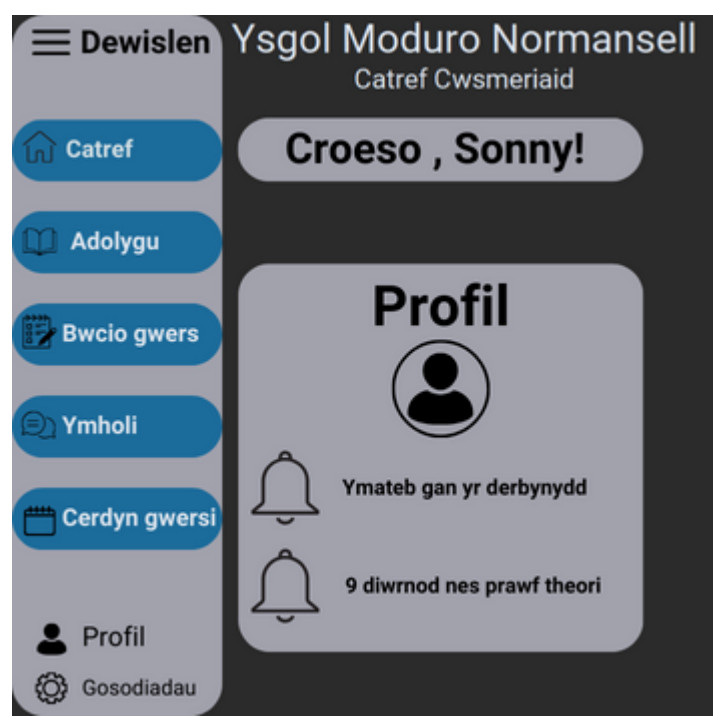 Dewislen
Catref
Adolygu
Bwcio gwers
Ymholi
Cerdyn gwersi
Profil
Gosodiadau
Ysgol Moduro Normansell
Catref Cwsmeriaid
Croeso , Sonny!
Profil
Ymateb gan yr derbynydd
9 diwrnod nes prawf theori